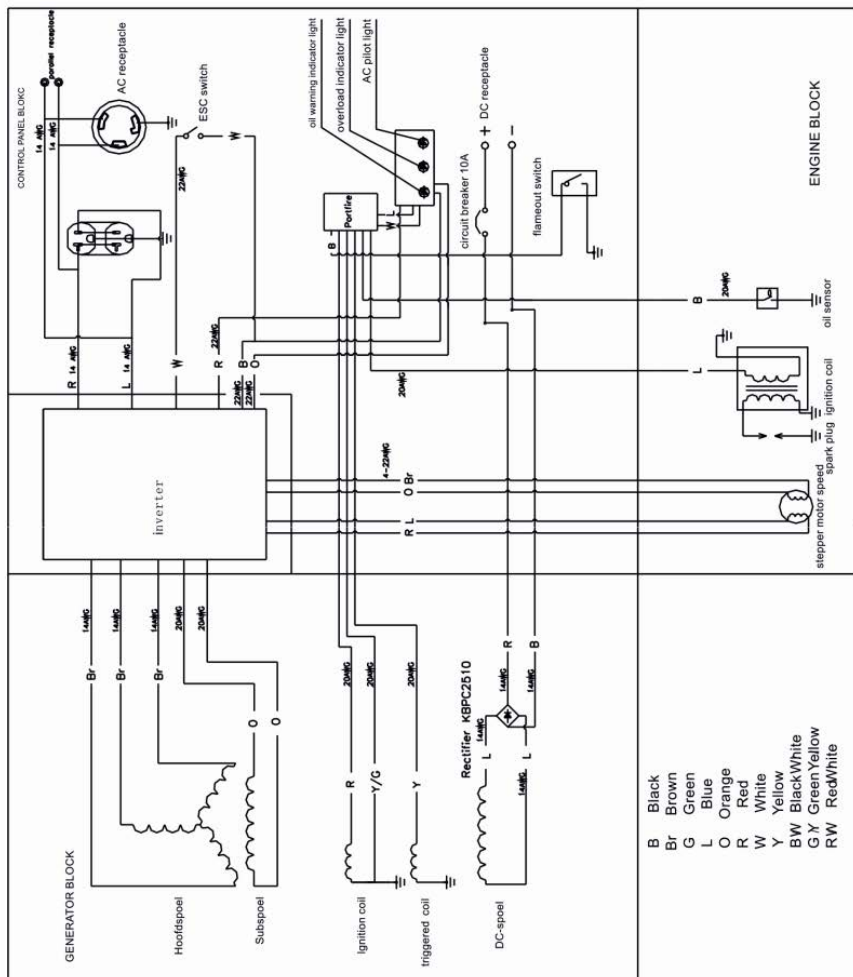 CONTROL PANEL BLOKC
parallel receptacle
AC receptacle
ESC switch
14 AWG
14 AWG
W
22AWG
oil warning indicator light
overload indicator light
AC pilot light
DC receptacle
+
-
circuit breaker 10A
flameout switch
Portfire
B
L
W
R
14 AWG
L
14 AWG
W
R
22AWG
B
22AWG
O
22AWG
20AWG
inverter
4-22AWG
Br
O
L
R
ENGINE BLOCK
B
20AWG
oil sensor
L
ignition coil
spark plug
stepper motor speed
GENERATOR BLOCK
14AWG
14AWG
14AWG
20AWG
20AWG
Br
Br
Br
O
O
Hoofdspoel
Subspoel
20AWG
20AWG
20AWG
R
Y/G
Y
Ignition coil
triggered coil
Rectifier KBPC2510
14AWG
L
L
14AWG
14AWG
R
14AWG
B
DC-spoel
B Black
Br Brown
G Green
L Blue
O Orange
R Red
W White
Y Yellow
BW Black White
G Y Green Yellow
RW Red White